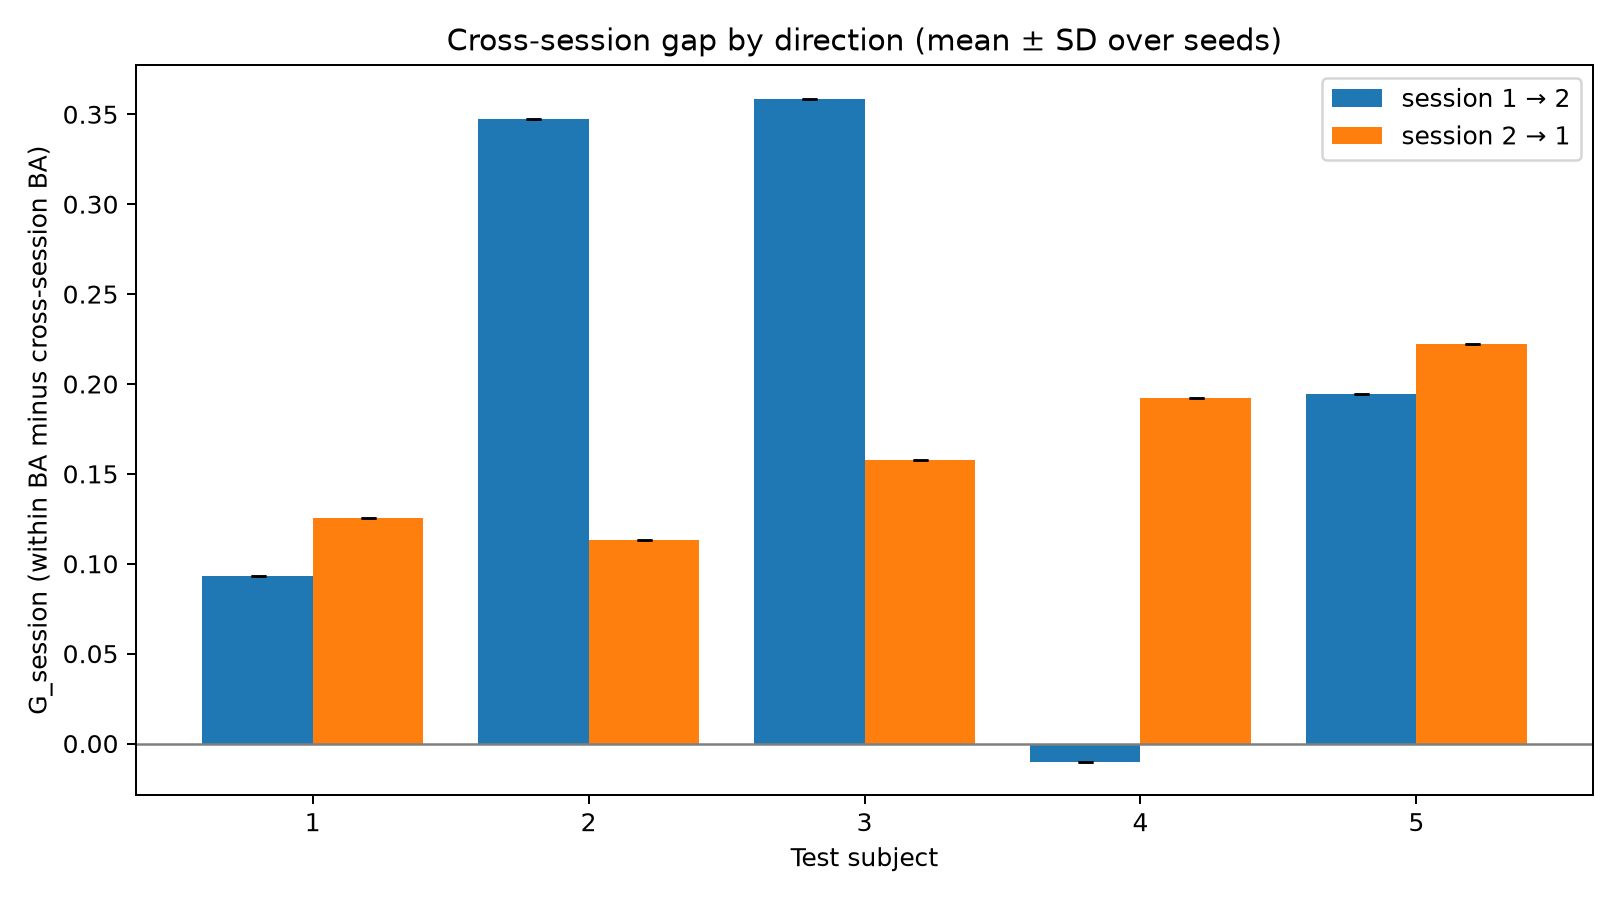 Cross-session gap by direction (mean ± SD over seeds)
session 1 → 2
session 2 → 1
G_session (within BA minus cross-session BA)
0.35
0.30
0.25
0.20
0.15
0.10
0.05
0.00
1 2 3 4 5
Test subject